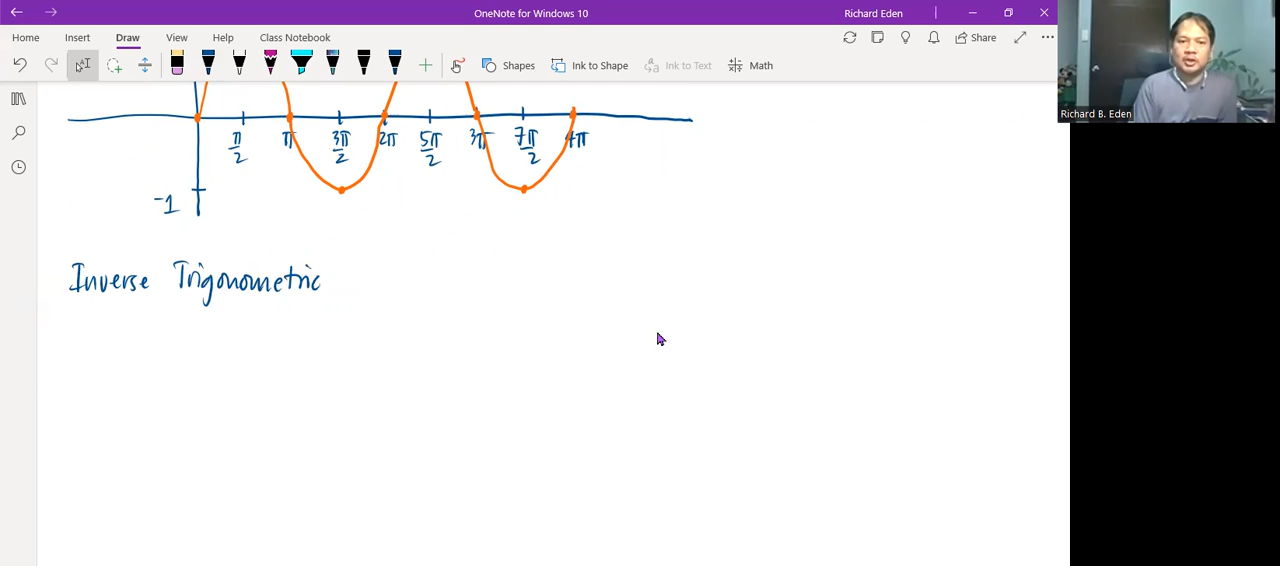 OneNote for Windows 10
Richard Eden
Home Insert Draw View Help Class Notebook
Share
Shapes Ink to Shape Ink to Text Math
Richard B. Eden
π/2 π 3π/2 2π 5π/2 3π 7π/2 4π
-1
Inverse Trigonometric